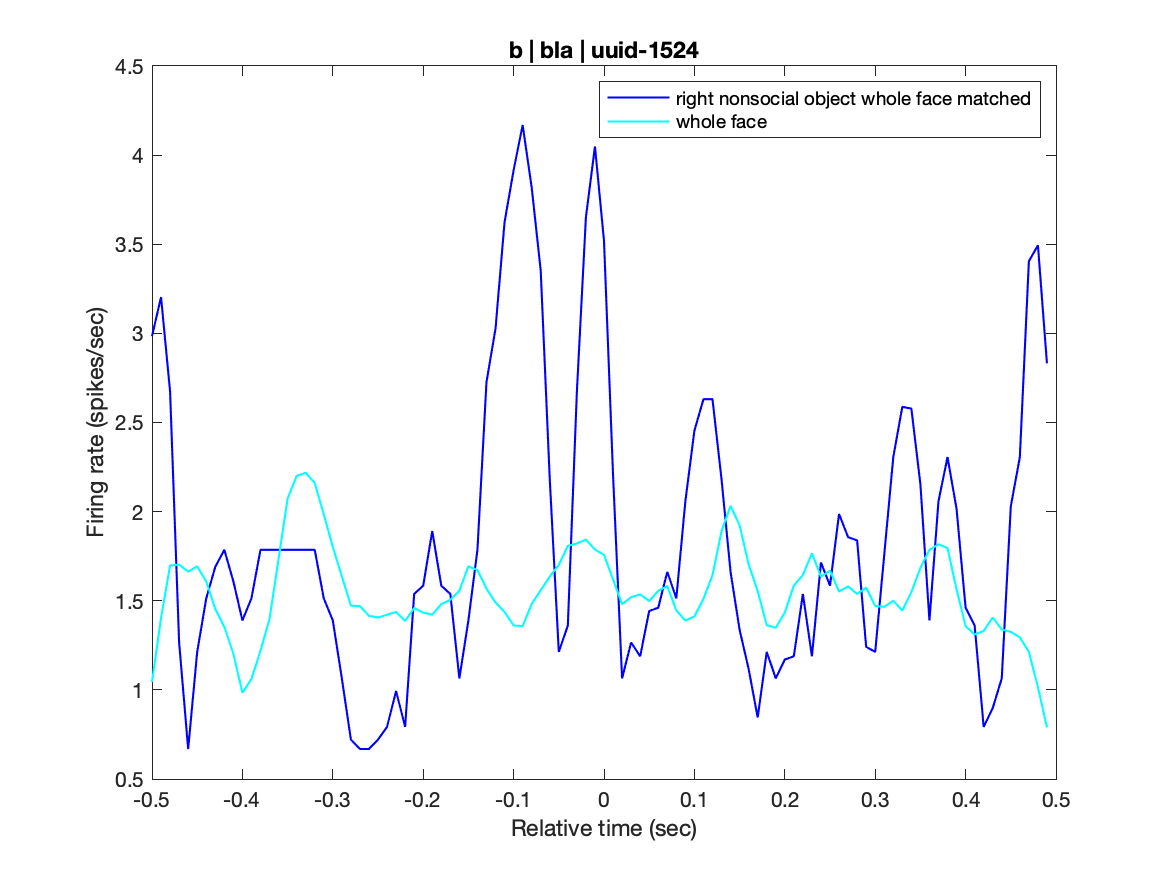 b | bla | uuid-1524
right nonsocial object whole face matched
whole face
Firing rate (spikes/sec)
4.5
4
3.5
3
2.5
2
1.5
1
0.5
-0.5 -0.4 -0.3 -0.2 -0.1 0 0.1 0.2 0.3 0.4 0.5
Relative time (sec)